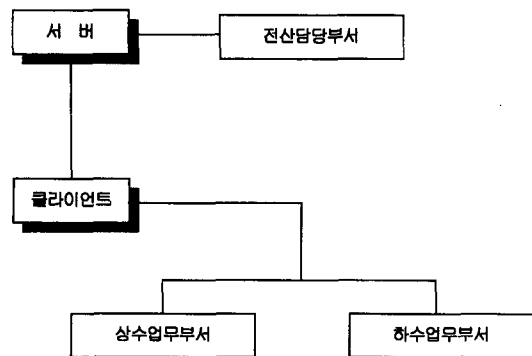 서 버
전산담당부서
클라이언트
상수업무부서
하수업무부서